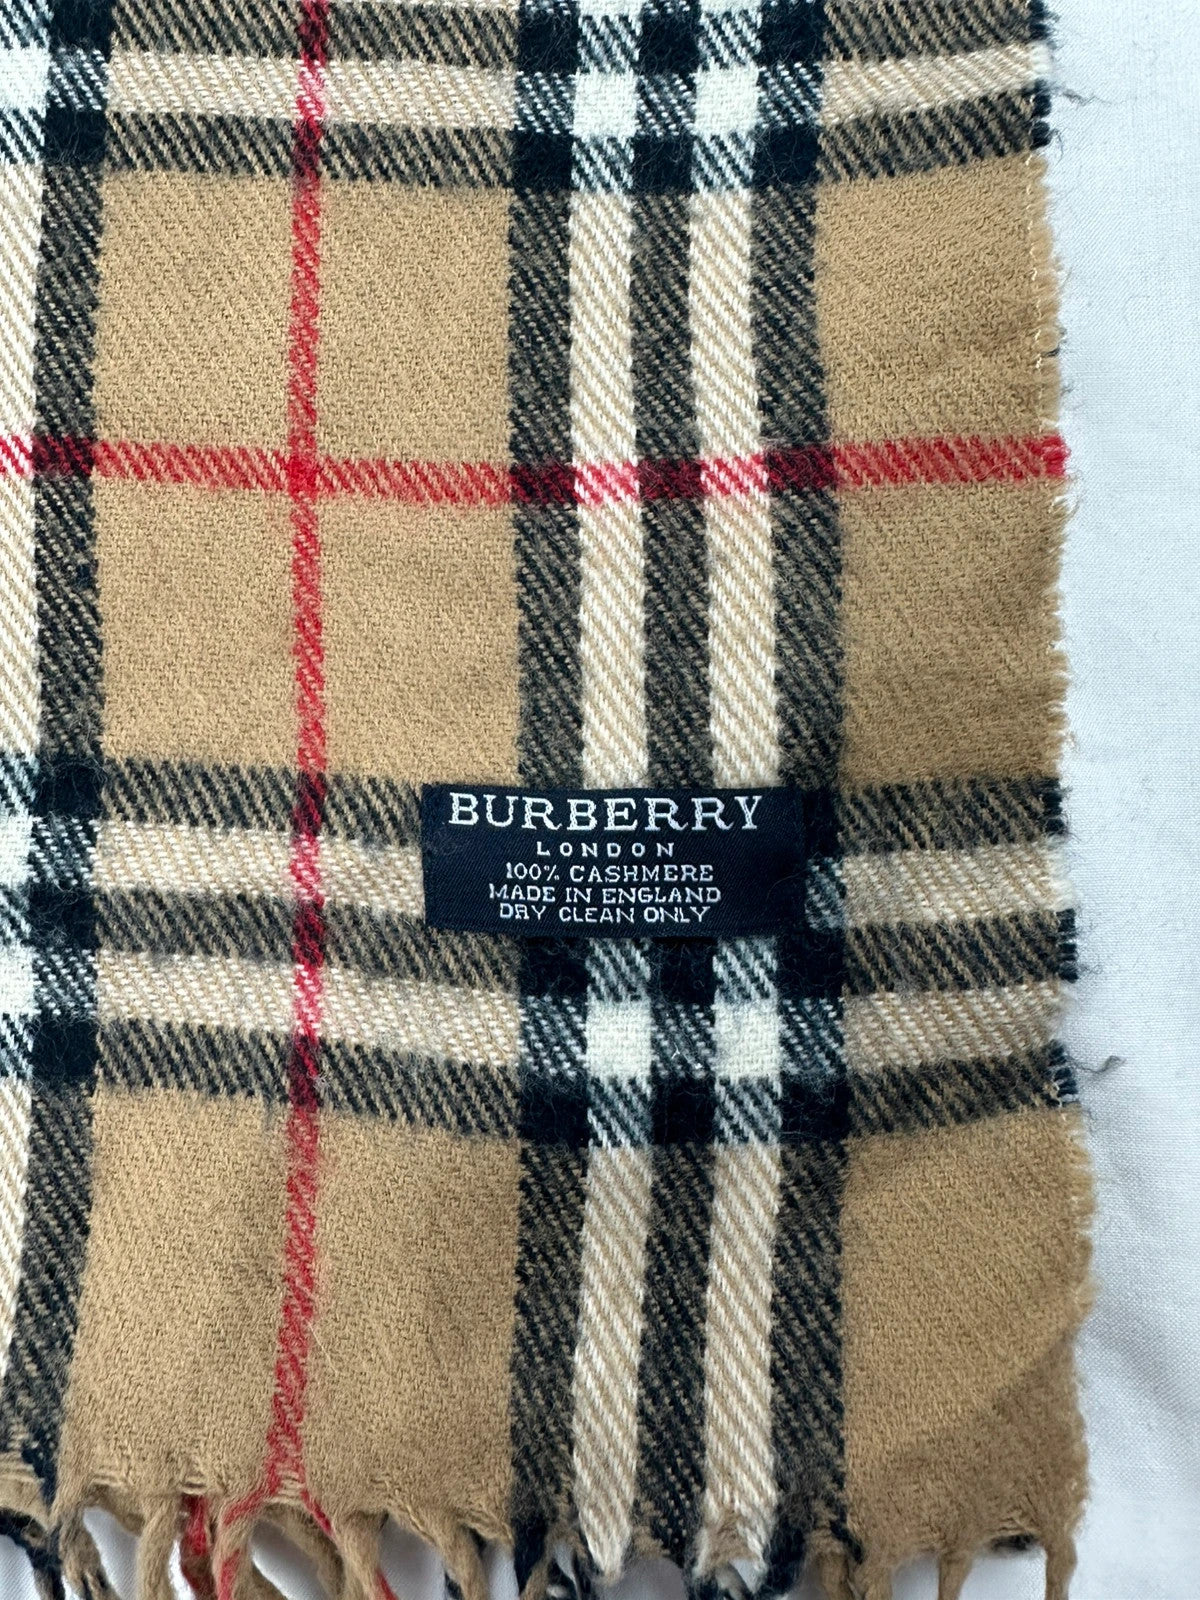 BURBERRY
LONDON
100% CASHMERE
MADE IN ENGLAND
DRY CLEAN ONLY